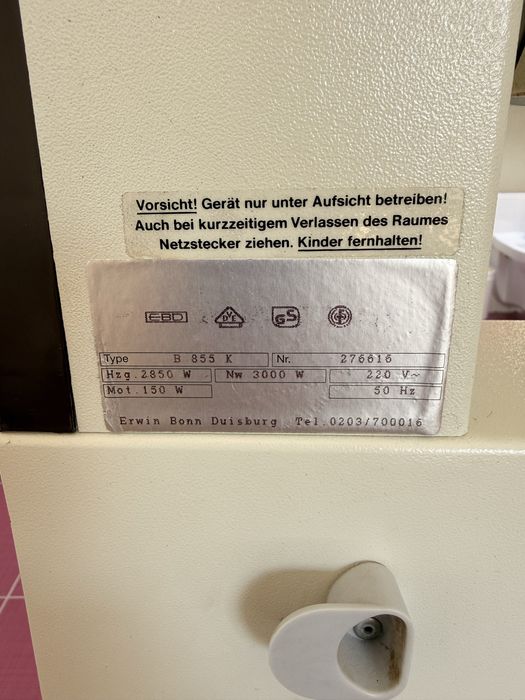 Vorsicht! Gerät nur unter Aufsicht betreiben!
Auch bei kurzzeitigem Verlassen des Raumes
Netzstecker ziehen. Kinder fernhalten!
EBD VDE GS
Type B 855 K Nr. 276616
Hzg.2850 W Nw 3000 W 220 V~
Mot.150 W 50 Hz
Erwin Bonn Duisburg Tel.0203/700016